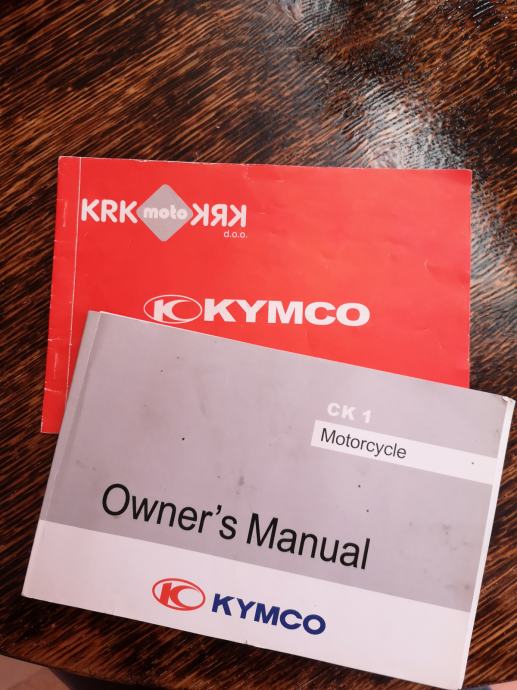 KRK moto KRK
d.o.o.
KYMCO
CK 1
Motorcycle
Owner's Manual
KYMCO